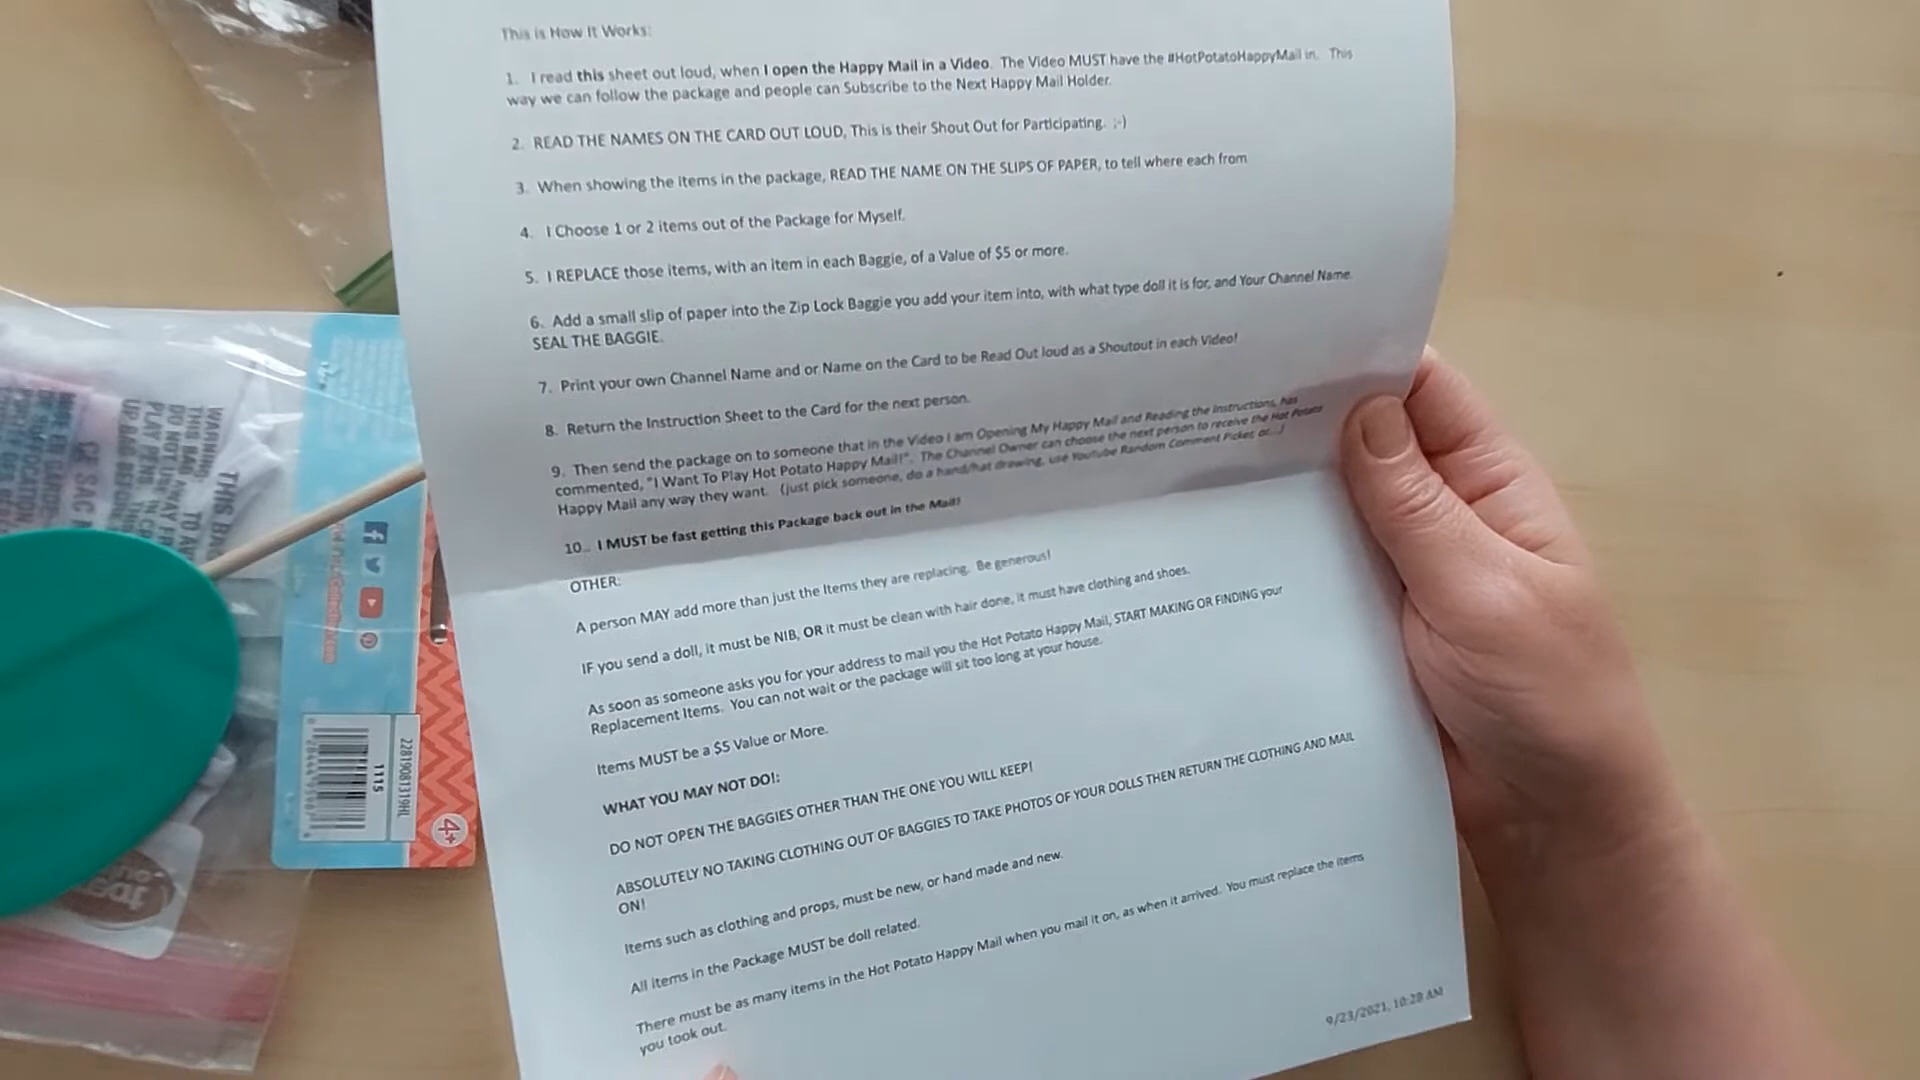 This is How It Works:
1. I read this sheet out loud, when I open the Happy Mail in a Video. The Video MUST have the #HotPotatoHappyMail in. This
way we can follow the package and people can Subscribe to the Next Happy Mail Holder.
2. READ THE NAMES ON THE CARD OUT LOUD, This is their Shout Out for Participating. ;-)
3. When showing the items in the package, READ THE NAME ON THE SLIPS OF PAPER, to tell where each from
4. I Choose 1 or 2 items out of the Package for Myself.
5. I REPLACE those items, with an item in each Baggie, of a Value of $5 or more.
6. Add a small slip of paper into the Zip Lock Baggie you add your item into, with what type doll it is for, and Your Channel Name.
SEAL THE BAGGIE.
7. Print your own Channel Name and or Name on the Card to be Read Out loud as a Shoutout in each Video!
8. Return the Instruction Sheet to the Card for the next person.
9. Then send the package on to someone that in the Video I am Opening My Happy Mail and Reading the Instructions, has
commented, "I Want To Play Hot Potato Happy Mail!". The Channel Owner can choose the next person to receive the Hot Potato
Happy Mail any way they want. (just pick someone, do a hand/hat drawing, use Youtube Random Comment Picker, or...)
10.. I MUST be fast getting this Package back out in the Mail!
OTHER:
A person MAY add more than just the Items they are replacing. Be generous!
IF you send a doll, it must be NIB, OR it must be clean with hair done, it must have clothing and shoes.
As soon as someone asks you for your address to mail you the Hot Potato Happy Mail, START MAKING OR FINDING your
Replacement Items. You can not wait or the package will sit too long at your house.
Items MUST be a $5 Value or More.
WHAT YOU MAY NOT DO!:
DO NOT OPEN THE BAGGIES OTHER THAN THE ONE YOU WILL KEEP!
ABSOLUTELY NO TAKING CLOTHING OUT OF BAGGIES TO TAKE PHOTOS OF YOUR DOLLS THEN RETURN THE CLOTHING AND MAIL
ON!
Items such as clothing and props, must be new, or hand made and new.
All items in the Package MUST be doll related.
There must be as many items in the Hot Potato Happy Mail when you mail it on, as when it arrived. You must replace the items
you took out.
9/23/2021, 10:28 AM
WARNING:
THIS BAG
DO NOT
PLAY PENS
THIS BAG
CE SAC
22819081319HL
1115
4+